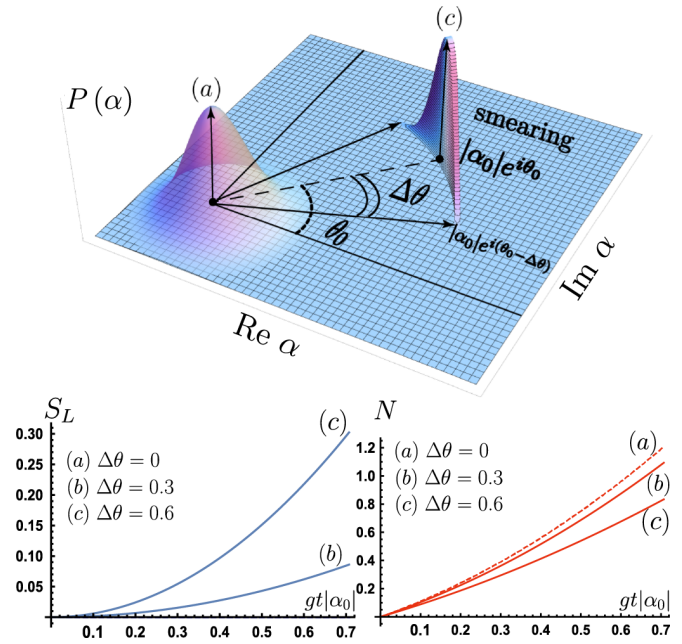 (c)
P(α)
(a)
smearing
|α₀|e^{iθ₀}
Δθ
θ₀
|α₀|e^{i(θ₀−Δθ)}
Im α
Re α
S_L
0.30
0.25
0.20
0.15
0.10
0.05
(a) Δθ = 0
(b) Δθ = 0.3
(c) Δθ = 0.6
(c)
(b)
gt|α₀|
0.1 0.2 0.3 0.4 0.5 0.6 0.7
N
1.2
1.0
0.8
0.6
0.4
0.2
(a) Δθ = 0
(b) Δθ = 0.3
(c) Δθ = 0.6
(a)
(b)
(c)
gt|α₀|
0.1 0.2 0.3 0.4 0.5 0.6 0.7